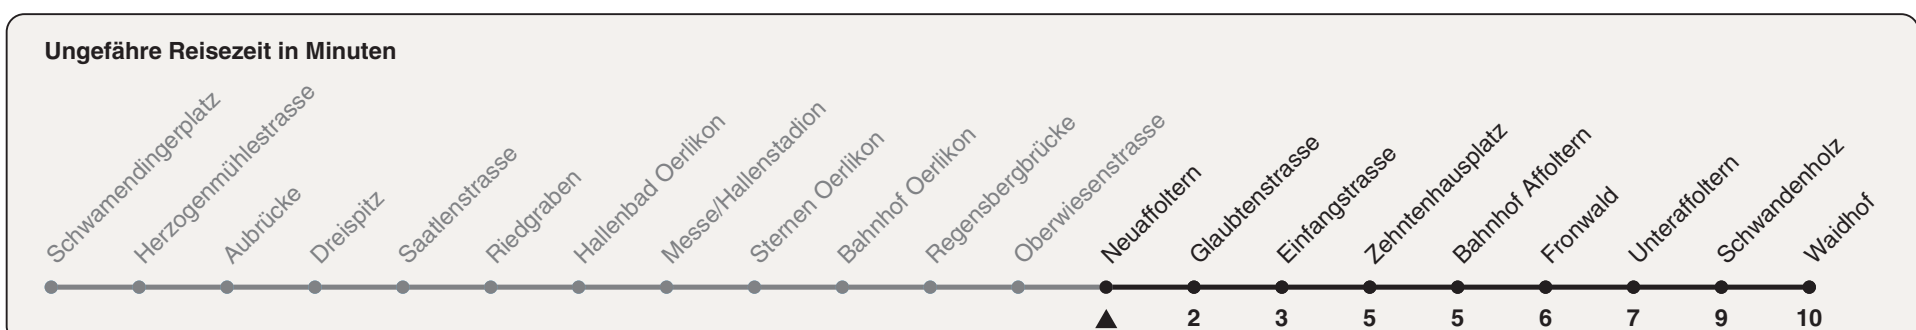 Ungefähre Reisezeit in Minuten
Schwamendingerplatz
Herzogenmühlestrasse
Aubrücke
Dreispitz
Saatlenstrasse
Riedgraben
Hallenbad Oerlikon
Messe/Hallenstadion
Sternen Oerlikon
Bahnhof Oerlikon
Regensbergbrücke
Oberwiesenstrasse
Neuaffoltern
Glaubtenstrasse
Einfangstrasse
Zehntenhausplatz
Bahnhof Affoltern
Fronwald
Unteraffoltern
Schwandenholz
Waidhof
2 3 5 5 6 7 9 10